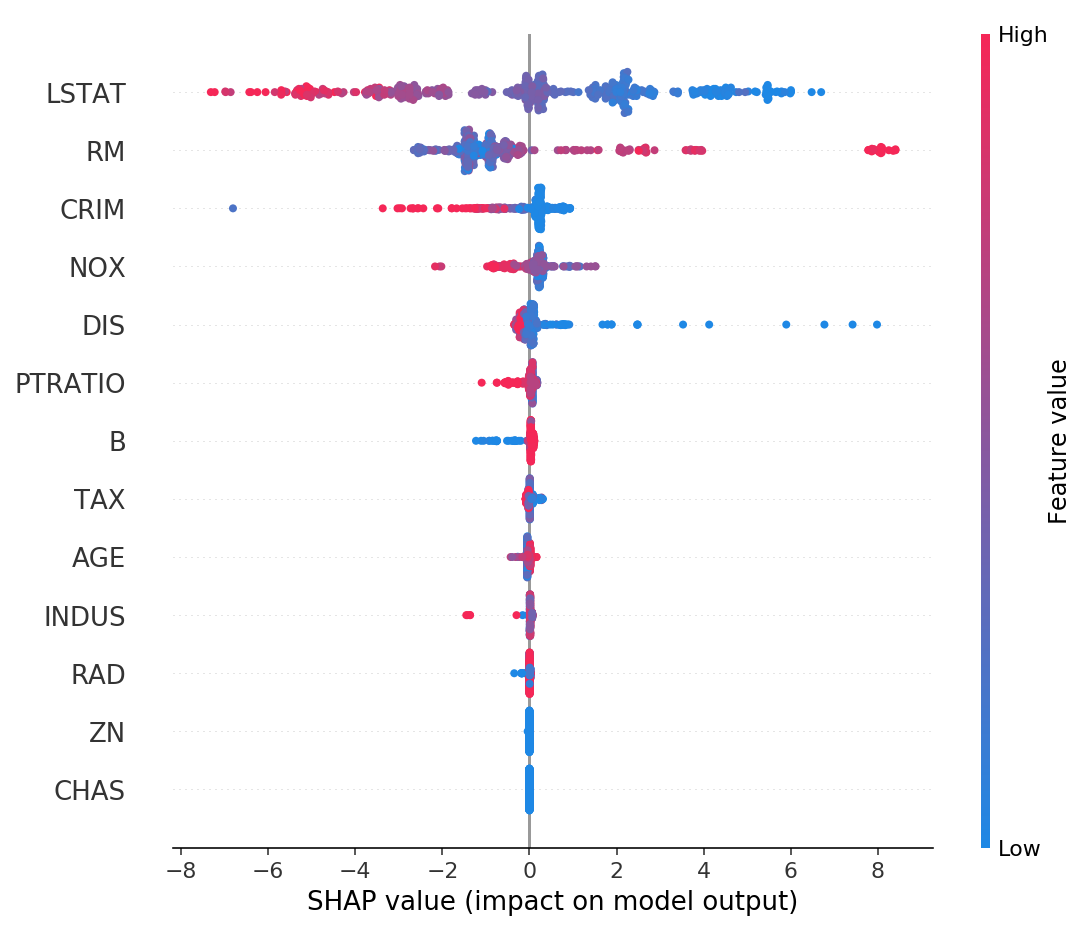 High
LSTAT
RM
CRIM
NOX
DIS
PTRATIO
B
TAX
AGE
INDUS
RAD
ZN
CHAS
Feature value
Low
−8 −6 −4 −2 0 2 4 6 8
SHAP value (impact on model output)